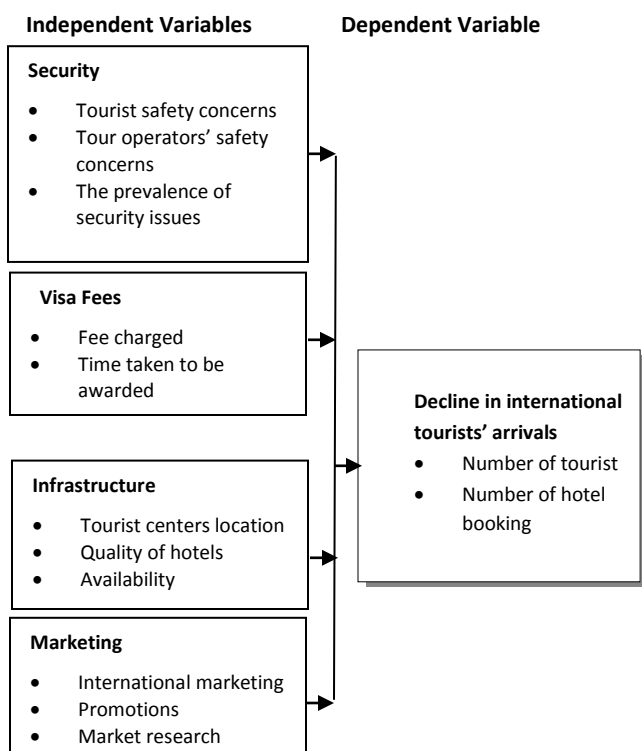 Independent Variables
Dependent Variable
Security
• Tourist safety concerns
• Tour operators’ safety
concerns
• The prevalence of
security issues
Visa Fees
• Fee charged
• Time taken to be
awarded
Infrastructure
• Tourist centers location
• Quality of hotels
• Availability
Marketing
• International marketing
• Promotions
• Market research
Decline in international
tourists’ arrivals
• Number of tourist
• Number of hotel
booking